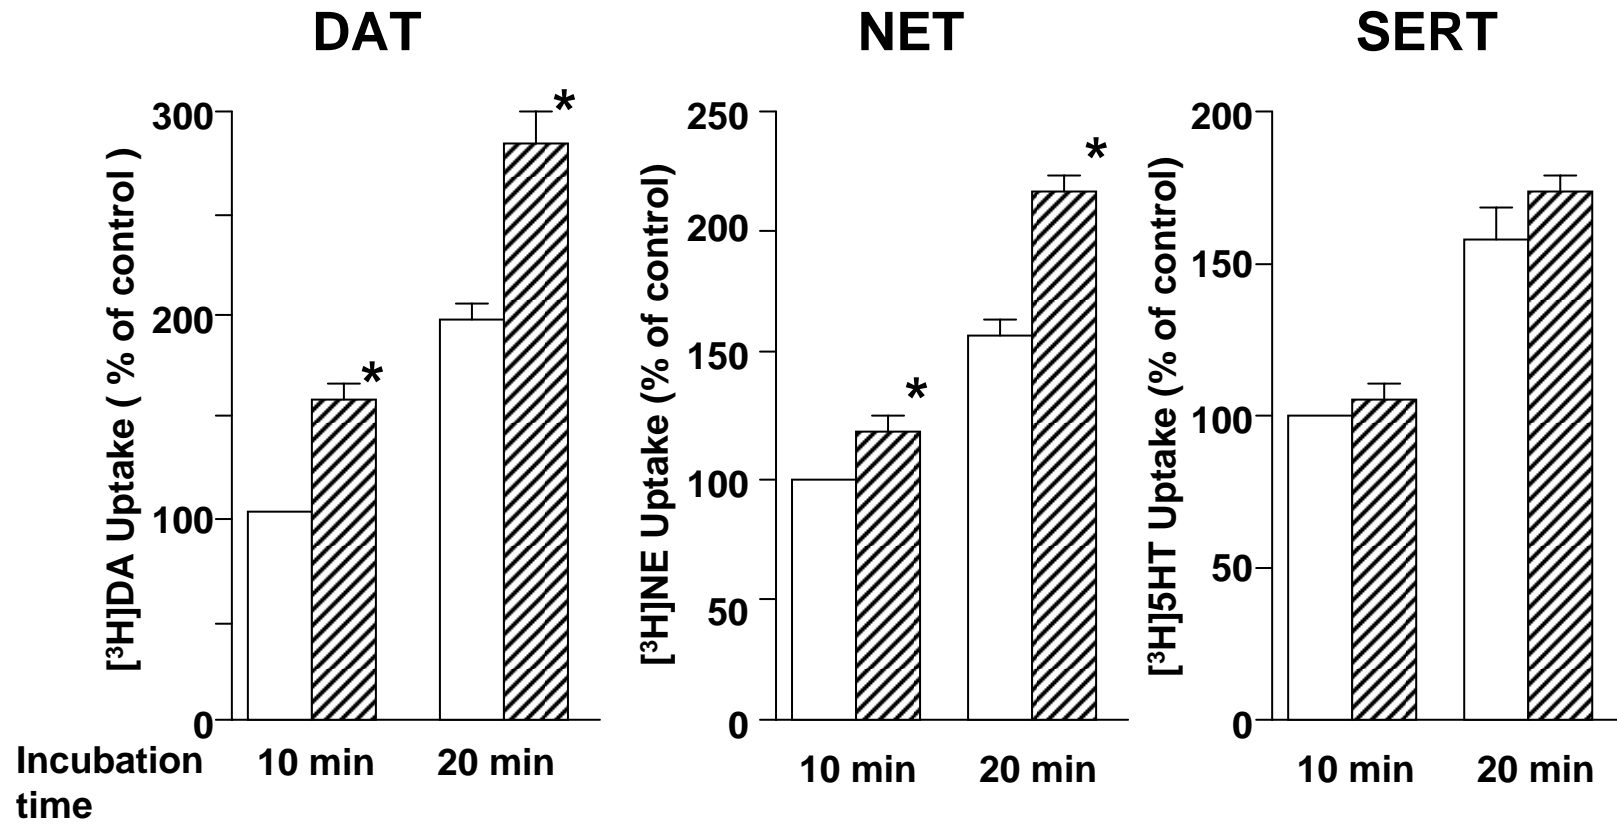 DAT
[³H]DA Uptake ( % of control )
300
200
100
0
*
*
Incubation
time
10 min
20 min
NET
[³H]NE Uptake (% of control)
250
200
150
100
50
0
*
*
10 min
20 min
SERT
[³H]5HT Uptake (% of control)
200
150
100
50
0
10 min
20 min